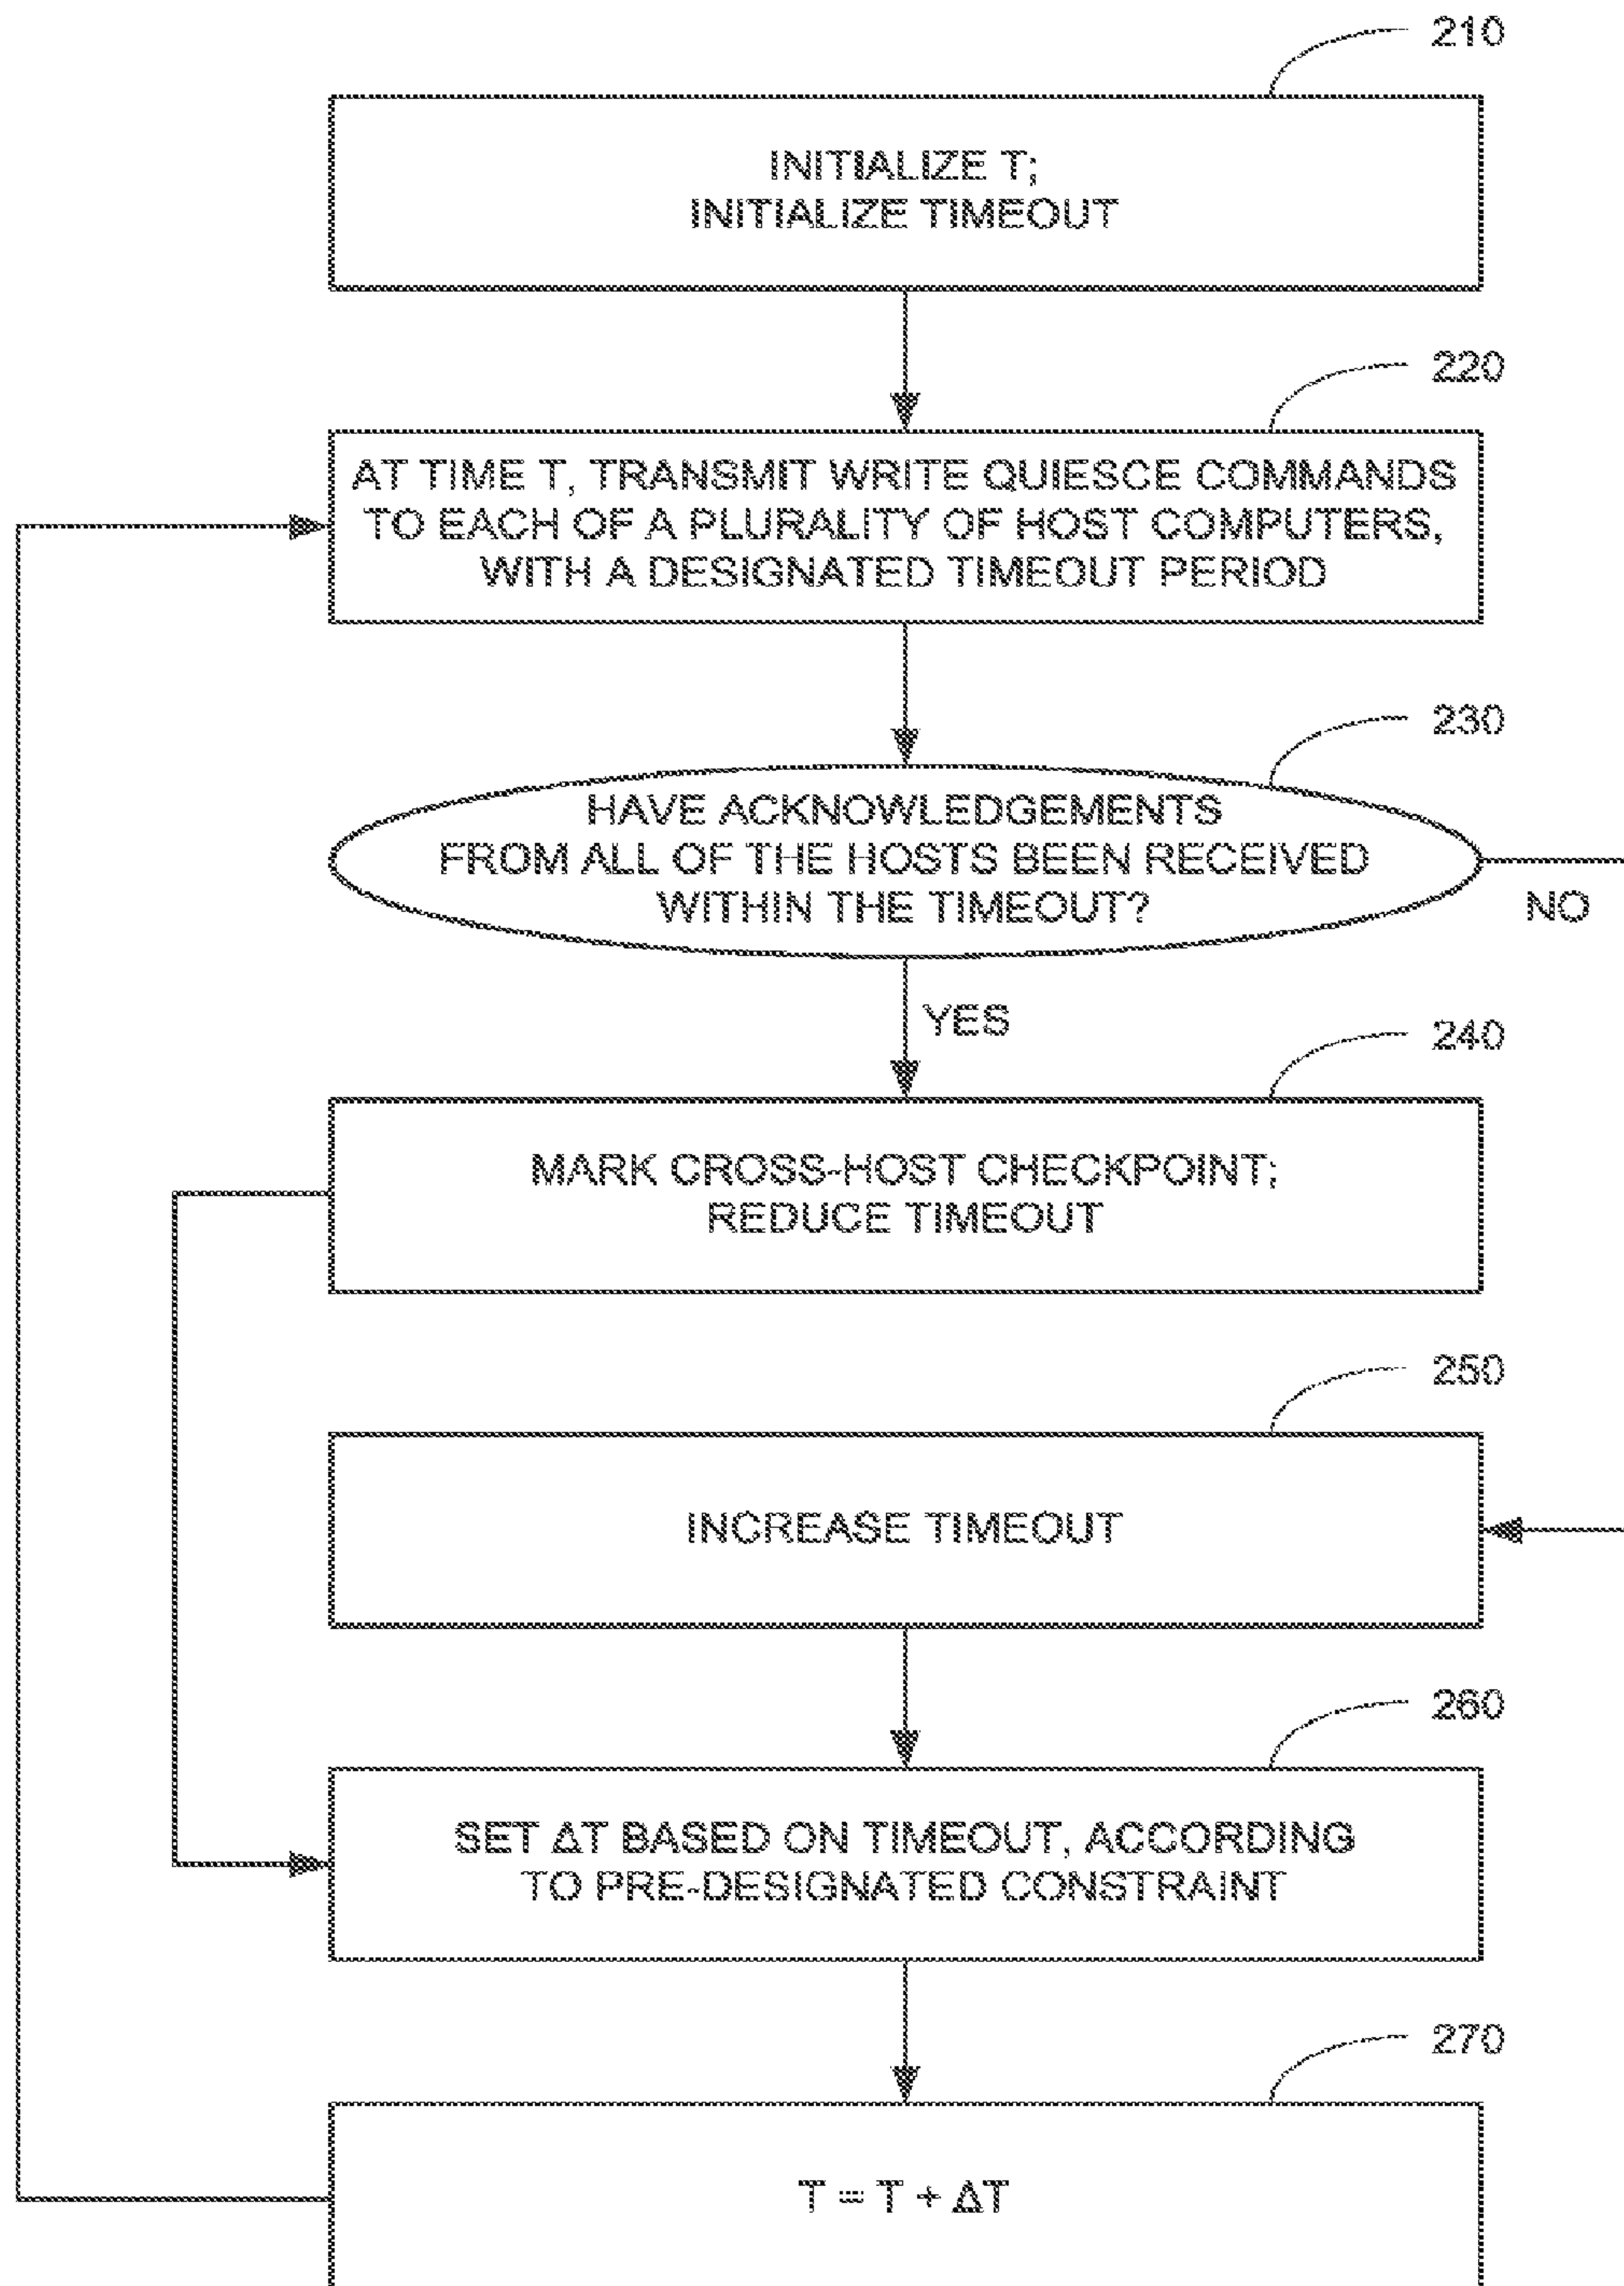 210
INITIALIZE T;
INITIALIZE TIMEOUT
220
AT TIME T, TRANSMIT WRITE QUIESCE COMMANDS
TO EACH OF A PLURALITY OF HOST COMPUTERS,
WITH A DESIGNATED TIMEOUT PERIOD
230
HAVE ACKNOWLEDGEMENTS
FROM ALL OF THE HOSTS BEEN RECEIVED
WITHIN THE TIMEOUT?
NO
YES
240
MARK CROSS-HOST CHECKPOINT;
REDUCE TIMEOUT
250
INCREASE TIMEOUT
260
SET ΔT BASED ON TIMEOUT, ACCORDING
TO PRE-DESIGNATED CONSTRAINT
270
T = T + ΔT